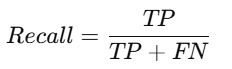 Recall = TP / (TP + FN)